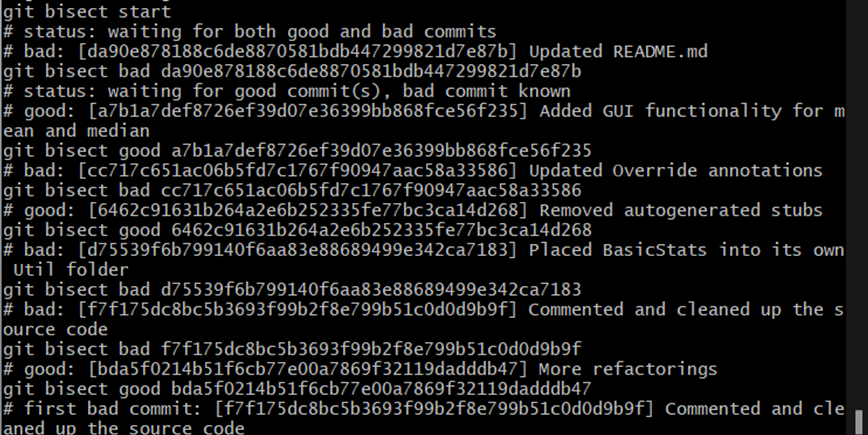 git bisect start
# status: waiting for both good and bad commits
# bad: [da90e878188c6de8870581bdb447299821d7e87b] Updated README.md
git bisect bad da90e878188c6de8870581bdb447299821d7e87b
# status: waiting for good commit(s), bad commit known
# good: [a7b1a7def8726ef39d07e36399bb868fce56f235] Added GUI functionality for m
ean and median
git bisect good a7b1a7def8726ef39d07e36399bb868fce56f235
# bad: [cc717c651ac06b5fd7c1767f90947aac58a33586] Updated Override annotations
git bisect bad cc717c651ac06b5fd7c1767f90947aac58a33586
# good: [6462c91631b264a2e6b252335fe77bc3ca14d268] Removed autogenerated stubs
git bisect good 6462c91631b264a2e6b252335fe77bc3ca14d268
# bad: [d75539f6b799140f6aa83e88689499e342ca7183] Placed BasicStats into its own
 Util folder
git bisect bad d75539f6b799140f6aa83e88689499e342ca7183
# bad: [f7f175dc8bc5b3693f99b2f8e799b51c0d0d9b9f] Commented and cleaned up the s
ource code
git bisect bad f7f175dc8bc5b3693f99b2f8e799b51c0d0d9b9f
# good: [bda5f0214b51f6cb77e00a7869f32119dadddb47] More refactorings
git bisect good bda5f0214b51f6cb77e00a7869f32119dadddb47
# first bad commit: [f7f175dc8bc5b3693f99b2f8e799b51c0d0d9b9f] Commented and cle
aned up the source code